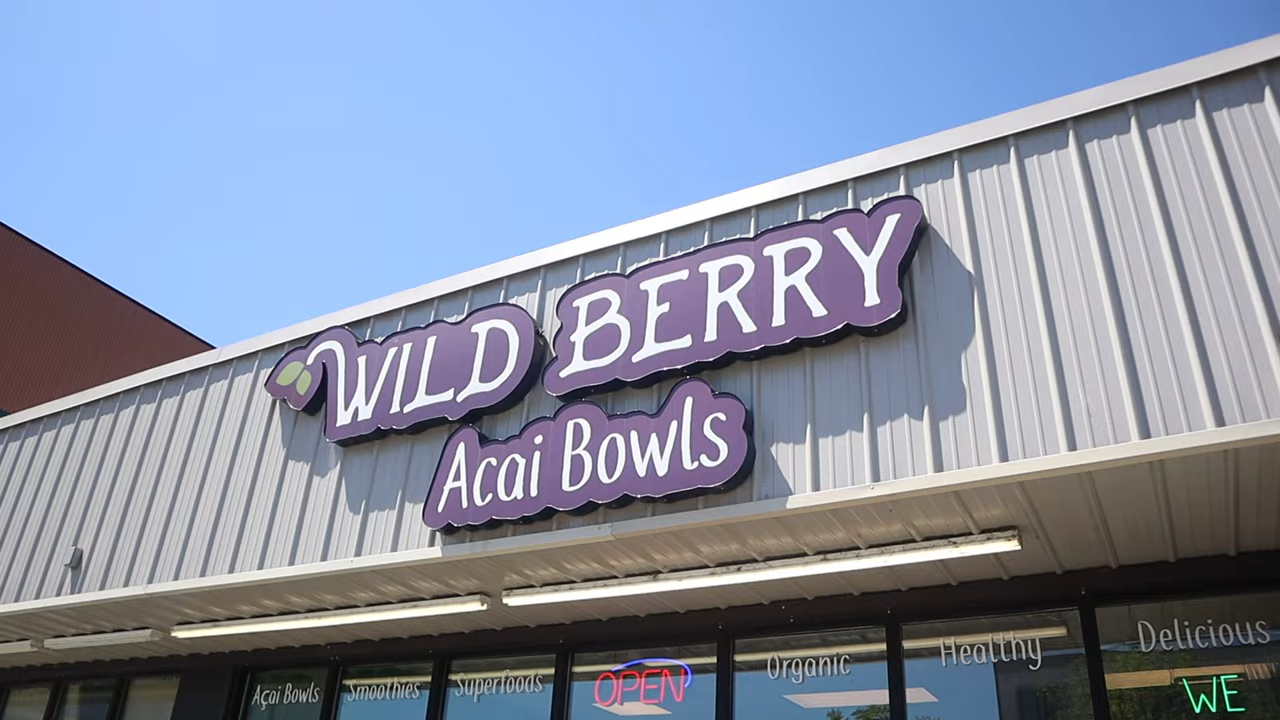 WILD BERRY
Acai Bowls
Açai Bowls
Smoothies
Superfoods
OPEN
Organic
Healthy
Delicious
WE